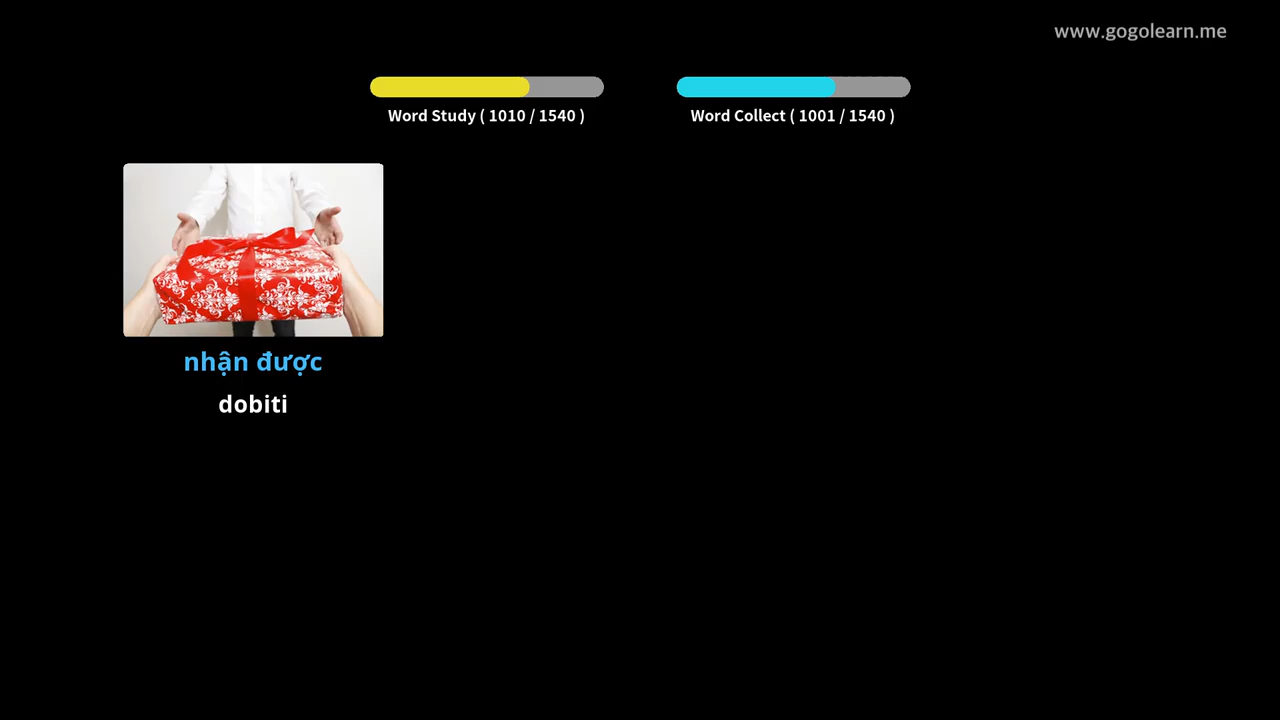 www.gogolearn.me
Word Study ( 1010 / 1540 )
Word Collect ( 1001 / 1540 )
nhận được
dobiti